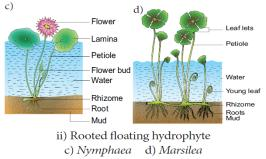 c)
Flower
Lamina
Petiole
Flower bud
Water
Rhizome
Root
Mud
d)
Leaf lets
Petiole
Water
Young leaf
Rhizome
Roots
Mud
ii) Rooted floating hydrophyte
c) Nymphaea d) Marsilea